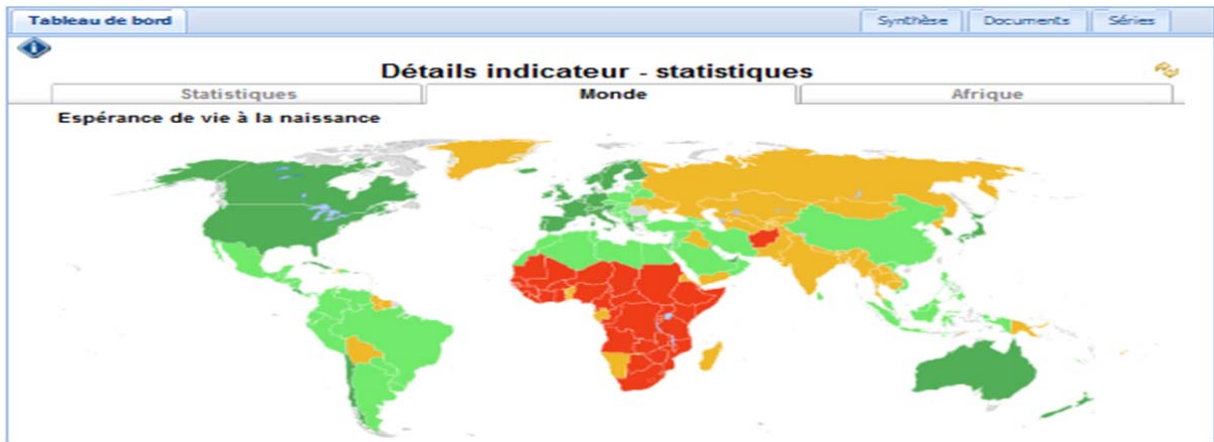 Tableau de bord
Synthèse Documents Séries
Détails indicateur - statistiques
Statistiques Monde Afrique
Espérance de vie à la naissance